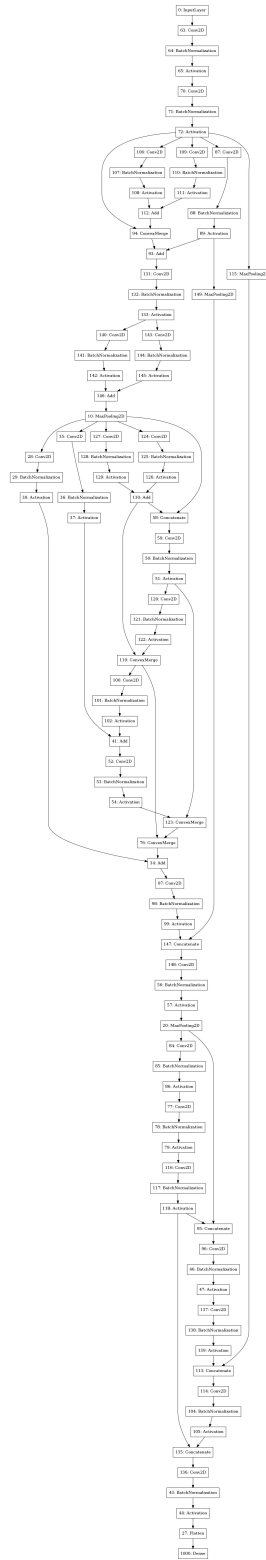 0: InputLayer
63: Conv2D
64: BatchNormalization
65: Activation
70: Conv2D
71: BatchNormalization
72: Activation
106: Conv2D
109: Conv2D
87: Conv2D
107: BatchNormalization
110: BatchNormalization
108: Activation
111: Activation
112: Add
88: BatchNormalization
94: ConvexMerge
89: Activation
93: Add
131: Conv2D
115: MaxPooling2D
132: BatchNormalization
149: MaxPooling2D
133: Activation
140: Conv2D
143: Conv2D
141: BatchNormalization
144: BatchNormalization
142: Activation
145: Activation
146: Add
10: MaxPooling2D
28: Conv2D
35: Conv2D
127: Conv2D
124: Conv2D
29: BatchNormalization
128: BatchNormalization
125: BatchNormalization
30: Activation
36: BatchNormalization
129: Activation
126: Activation
37: Activation
130: Add
Concatenate
Conv2D
50: BatchNormalization
51: Activation
120: Conv2D
121: BatchNormalization
122: Activation
119: ConvexMerge
100: Conv2D
101: BatchNormalization
102: Activation
41: Add
52: Conv2D
53: BatchNormalization
54: Activation
123: ConvexMerge
76: ConvexMerge
Add
97: Conv2D
98: BatchNormalization
99: Activation
147: Concatenate
148: Conv2D
56: BatchNormalization
57: Activation
20: MaxPooling2D
84: Conv2D
85: BatchNormalization
86: Activation
77: Conv2D
78: BatchNormalization
79: Activation
116: Conv2D
117: BatchNormalization
118: Activation
95: Concatenate
96: Conv2D
46: BatchNormalization
47: Activation
137: Conv2D
138: BatchNormalization
139: Activation
113: Concatenate
114: Conv2D
104: BatchNormalization
105: Activation
135: Concatenate
136: Conv2D
43: BatchNormalization
44: Activation
27: Flatten
1000: Dense